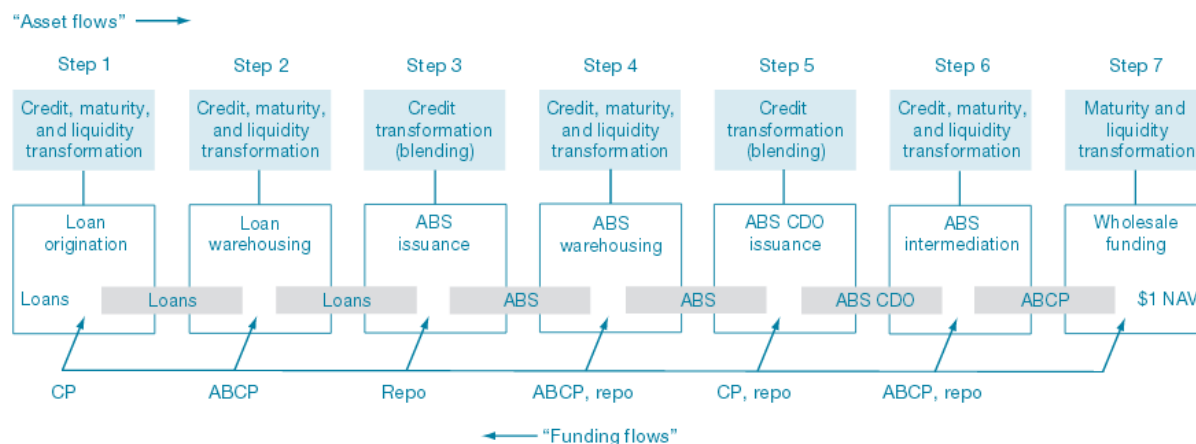 “Asset flows”
Step 1 Step 2 Step 3 Step 4 Step 5 Step 6 Step 7
Credit, maturity,
and liquidity
transformation
Credit, maturity,
and liquidity
transformation
Credit
transformation
(blending)
Credit, maturity,
and liquidity
transformation
Credit
transformation
(blending)
Credit, maturity,
and liquidity
transformation
Maturity and
liquidity
transformation
Loan
origination
Loan
warehousing
ABS
issuance
ABS
warehousing
ABS CDO
issuance
ABS
intermediation
Wholesale
funding
Loans Loans Loans ABS ABS ABS CDO ABCP $1 NAV
CP ABCP Repo ABCP, repo CP, repo ABCP, repo
“Funding flows”